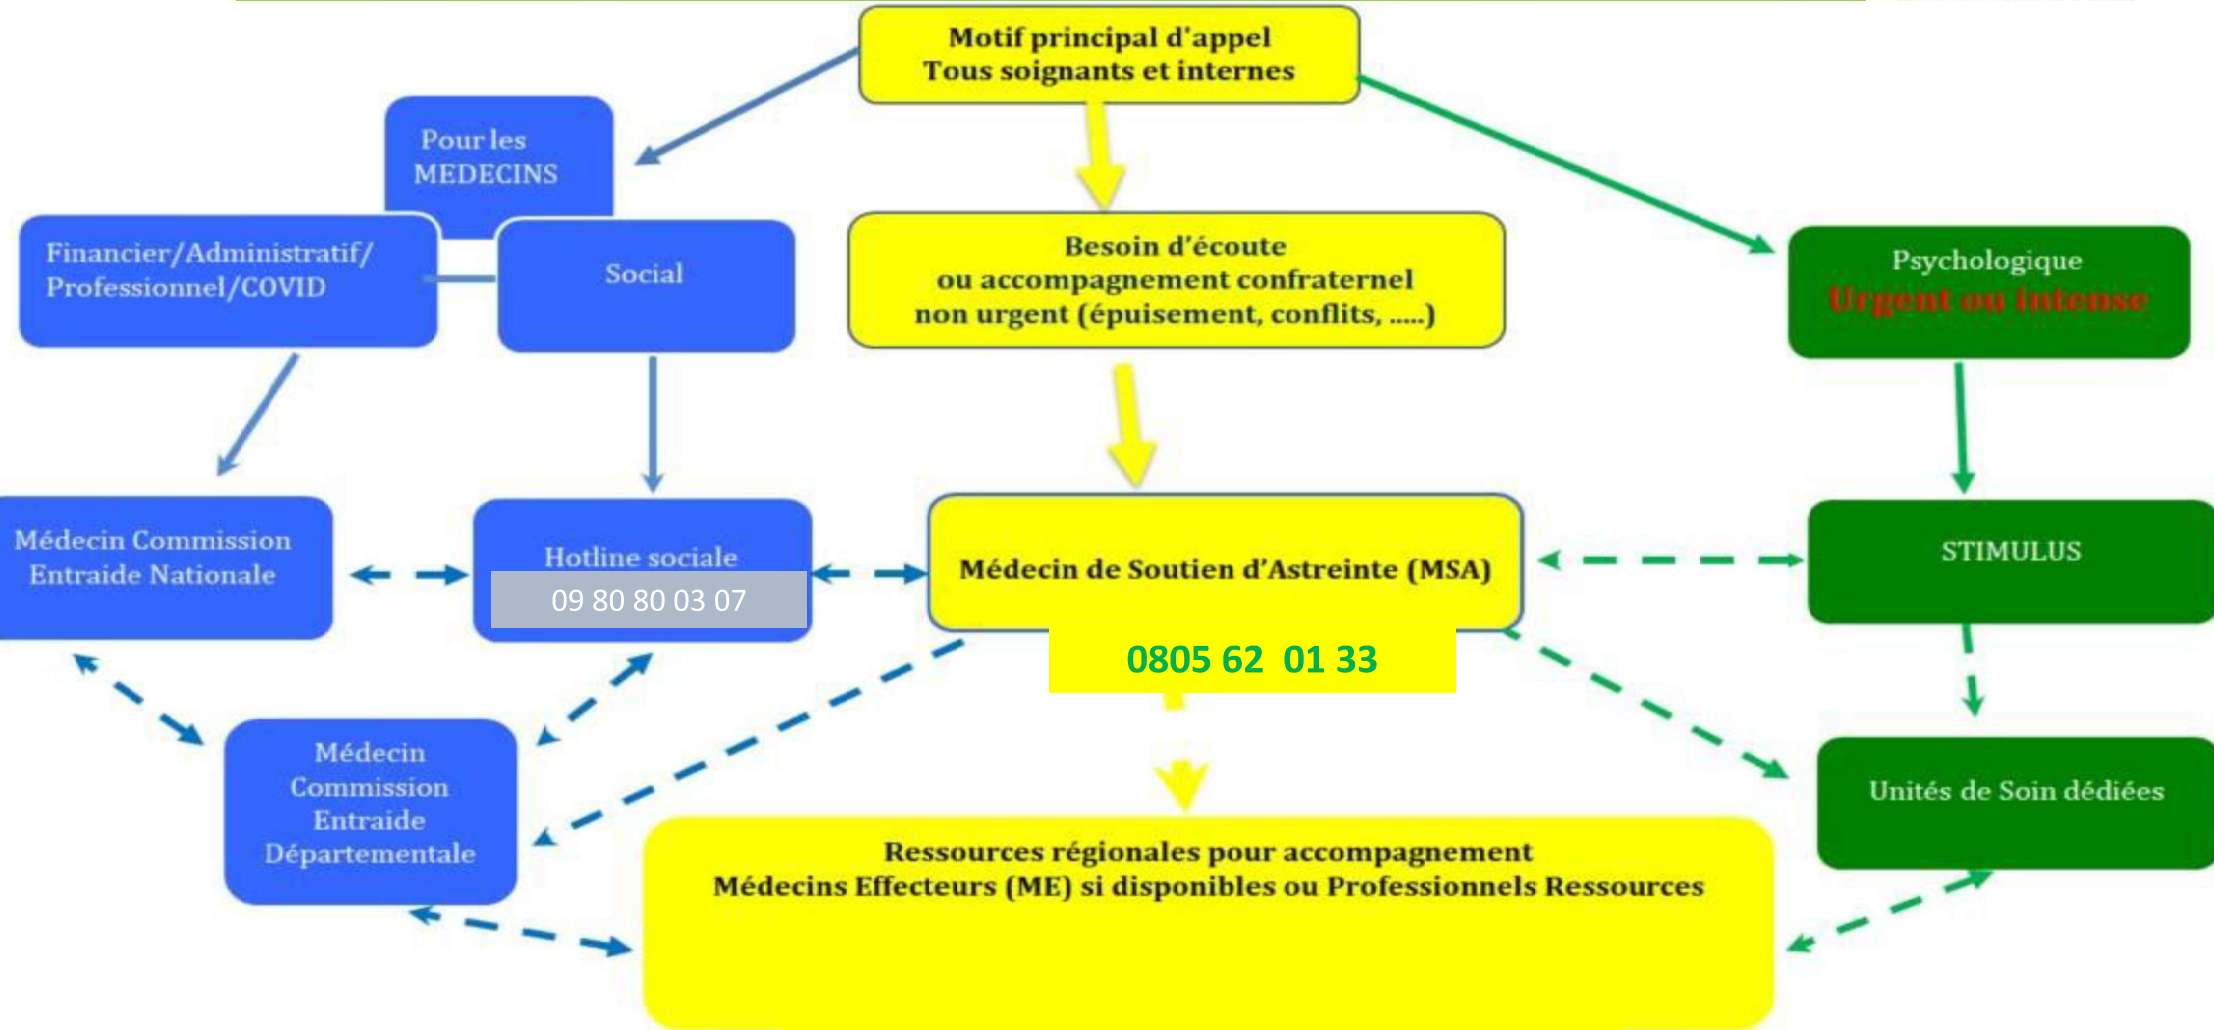 Motif principal d'appel
Tous soignants et internes
Pour les
MEDECINS
Financier/Administratif/
Professionnel/COVID
Social
Besoin d'écoute
ou accompagnement confraternel
non urgent (épuisement, conflits, .....)
Psychologique
Urgent ou intense
Médecin Commission
Entraide Nationale
Hotline sociale
09 80 80 03 07
Médecin de Soutien d'Astreinte (MSA)
0805 62 01 33
STIMULUS
Médecin
Commission
Entraide
Départementale
Unités de Soin dédiées
Ressources régionales pour accompagnement
Médecins Effecteurs (ME) si disponibles ou Professionnels Ressources